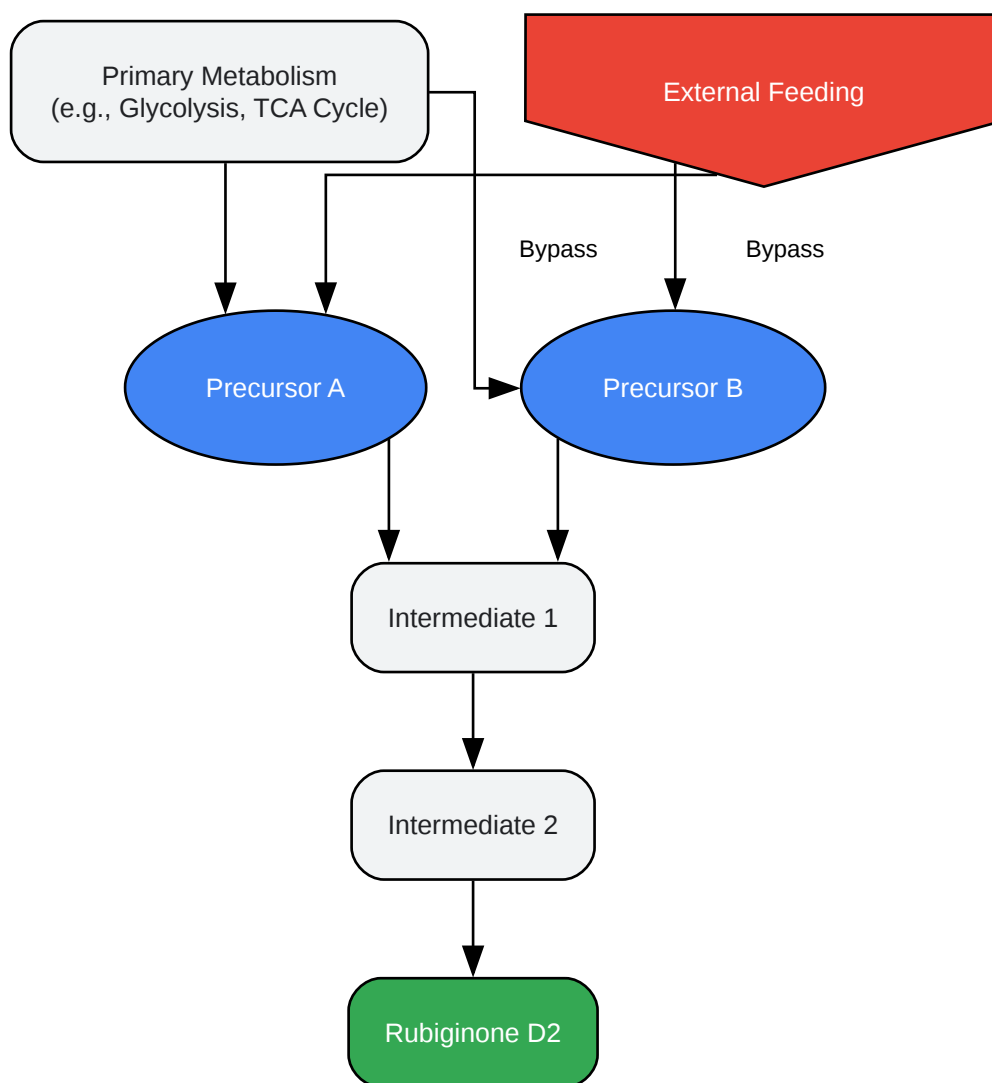 Primary Metabolism
(e.g., Glycolysis, TCA Cycle)
External Feeding
Bypass
Bypass
Precursor A
Precursor B
Intermediate 1
Intermediate 2
Rubiginone D2